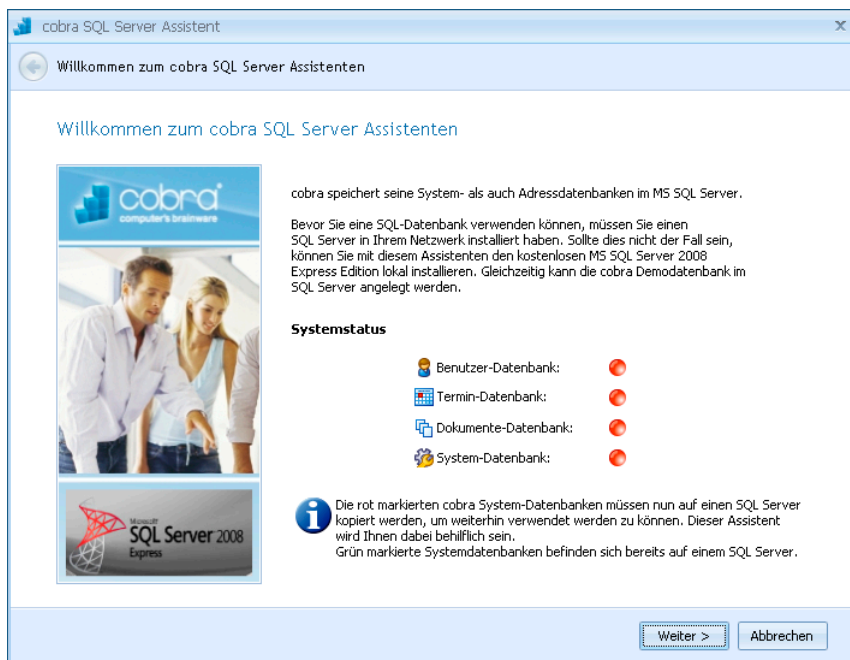 cobra SQL Server Assistent
Willkommen zum cobra SQL Server Assistenten
Willkommen zum cobra SQL Server Assistenten
cobra
computer's brainware
cobra speichert seine System- als auch Adressdatenbanken im MS SQL Server.
Bevor Sie eine SQL-Datenbank verwenden können, müssen Sie einen
SQL Server in Ihrem Netzwerk installiert haben. Sollte dies nicht der Fall sein,
können Sie mit diesem Assistenten den kostenlosen MS SQL Server 2008
Express Edition lokal installieren. Gleichzeitig kann die cobra Demodatenbank im
SQL Server angelegt werden.
Systemstatus
Benutzer-Datenbank:
Termin-Datenbank:
Dokumente-Datenbank:
System-Datenbank:
Microsoft
SQL Server 2008
Express
Die rot markierten cobra System-Datenbanken müssen nun auf einen SQL Server
kopiert werden, um weiterhin verwendet werden zu können. Dieser Assistent
wird Ihnen dabei behilflich sein.
Grün markierte Systemdatenbanken befinden sich bereits auf einem SQL Server.
Weiter >
Abbrechen